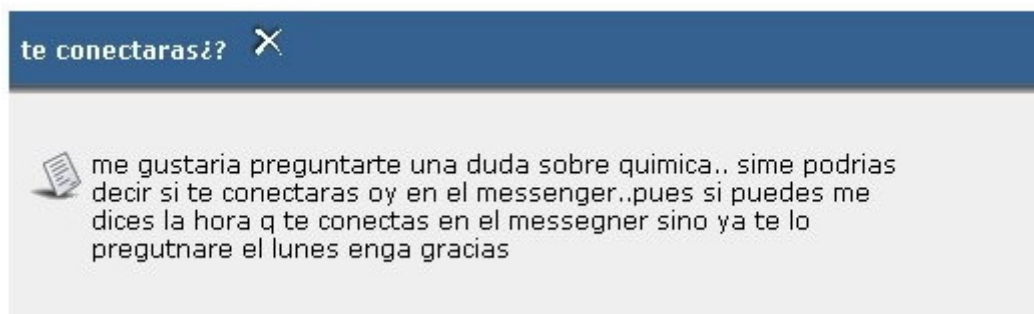 te conectaras¿?
me gustaria preguntarte una duda sobre quimica.. sime podrias
decir si te conectaras oy en el messenger..pues si puedes me
dices la hora q te conectas en el messegner sino ya te lo
pregutnare el lunes enga gracias